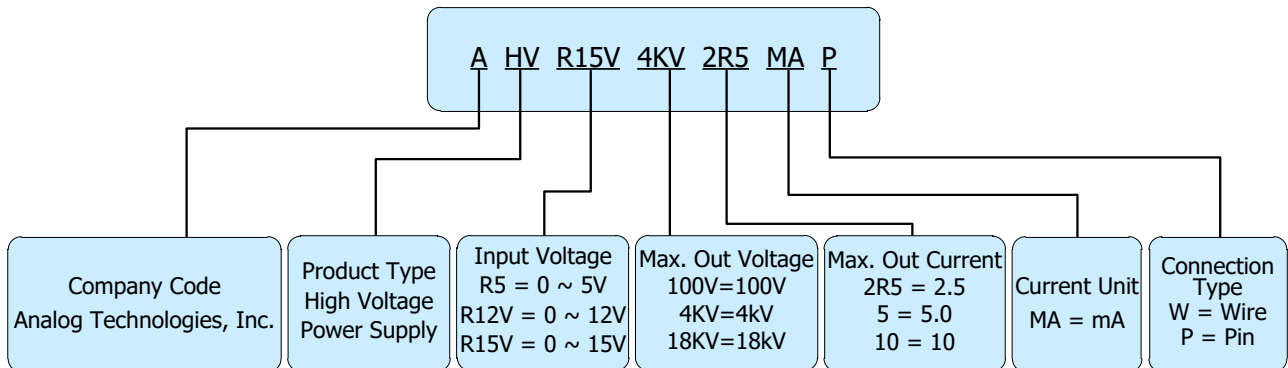 A HV R15V 4KV 2R5 MA P
Company Code
Analog Technologies, Inc.
Product Type
High Voltage
Power Supply
Input Voltage
R5 = 0 ~ 5V
R12V = 0 ~ 12V
R15V = 0 ~ 15V
Max. Out Voltage
100V=100V
4KV=4kV
18KV=18kV
Max. Out Current
2R5 = 2.5
5 = 5.0
10 = 10
Current Unit
MA = mA
Connection
Type
W = Wire
P = Pin